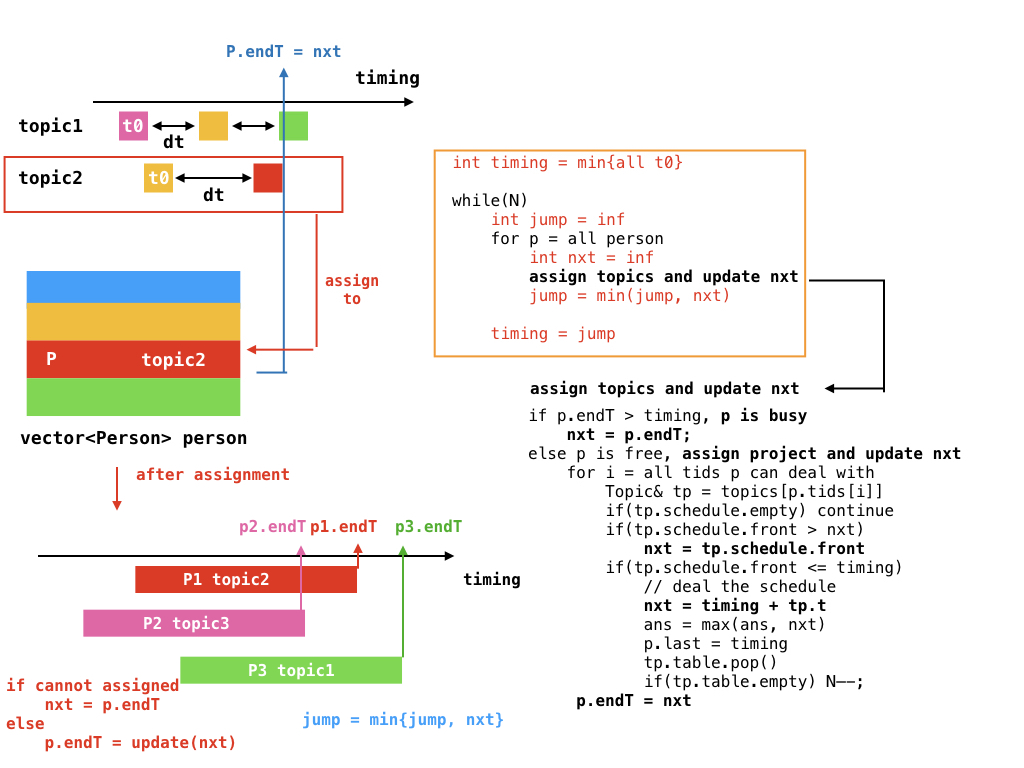 P.endT = nxt
timing
topic1
t0
dt
topic2
t0
dt
assign
to
P topic2
vector<Person> person
after assignment
p2.endT p1.endT p3.endT
timing
P1 topic2
P2 topic3
P3 topic1
if cannot assigned
    nxt = p.endT
else
    p.endT = update(nxt)
jump = min{jump, nxt}
int timing = min{all t0}
while(N)
    int jump = inf
    for p = all person
        int nxt = inf
        assign topics and update nxt
        jump = min(jump, nxt)
    timing = jump
assign topics and update nxt
if p.endT > timing, p is busy
    nxt = p.endT;
else p is free, assign project and update nxt
    for i = all tids p can deal with
        Topic& tp = topics[p.tids[i]]
        if(tp.schedule.empty) continue
        if(tp.schedule.front > nxt)
            nxt = tp.schedule.front
        if(tp.schedule.front <= timing)
            // deal the schedule
            nxt = timing + tp.t
            ans = max(ans, nxt)
            p.last = timing
            tp.table.pop()
            if(tp.table.empty) N——;
     p.endT = nxt